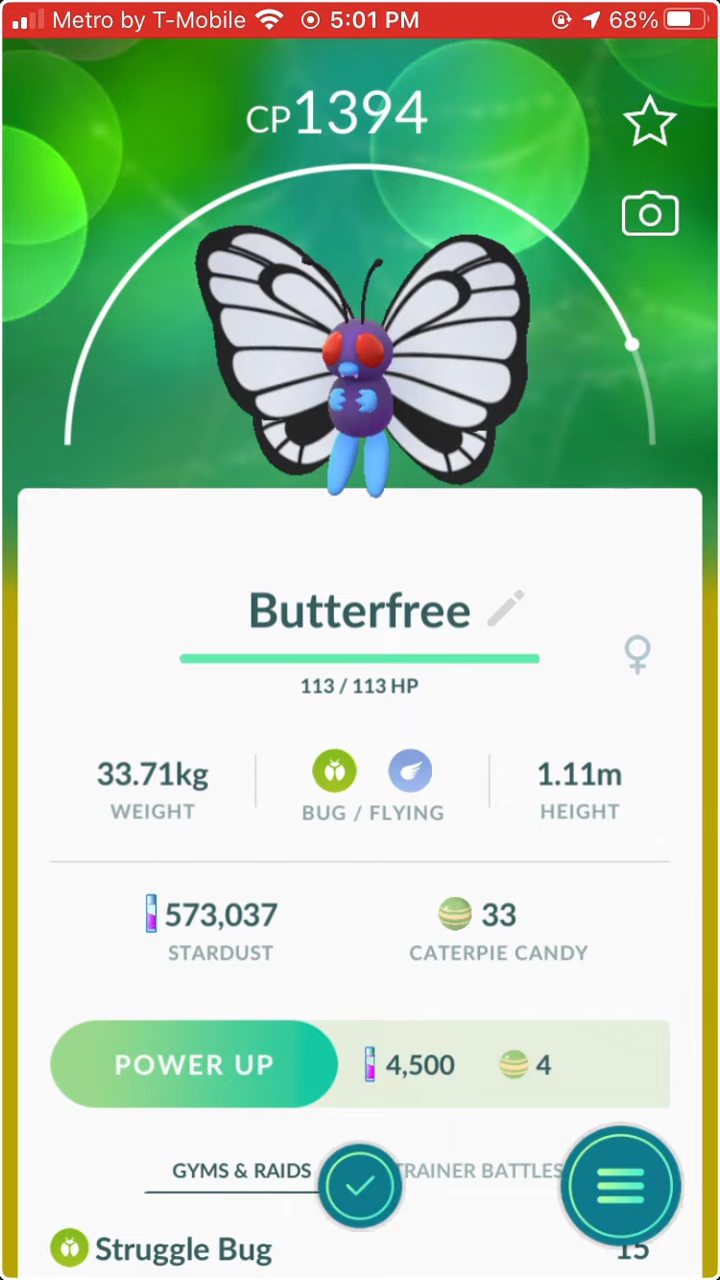 Metro by T-Mobile 5:01 PM 68%
CP1394
Butterfree
113 / 113 HP
33.71kg
WEIGHT
BUG / FLYING
1.11m
HEIGHT
573,037
STARDUST
33
CATERPIE CANDY
POWER UP 4,500 4
GYMS & RAIDS TRAINER BATTLES
Struggle Bug 15